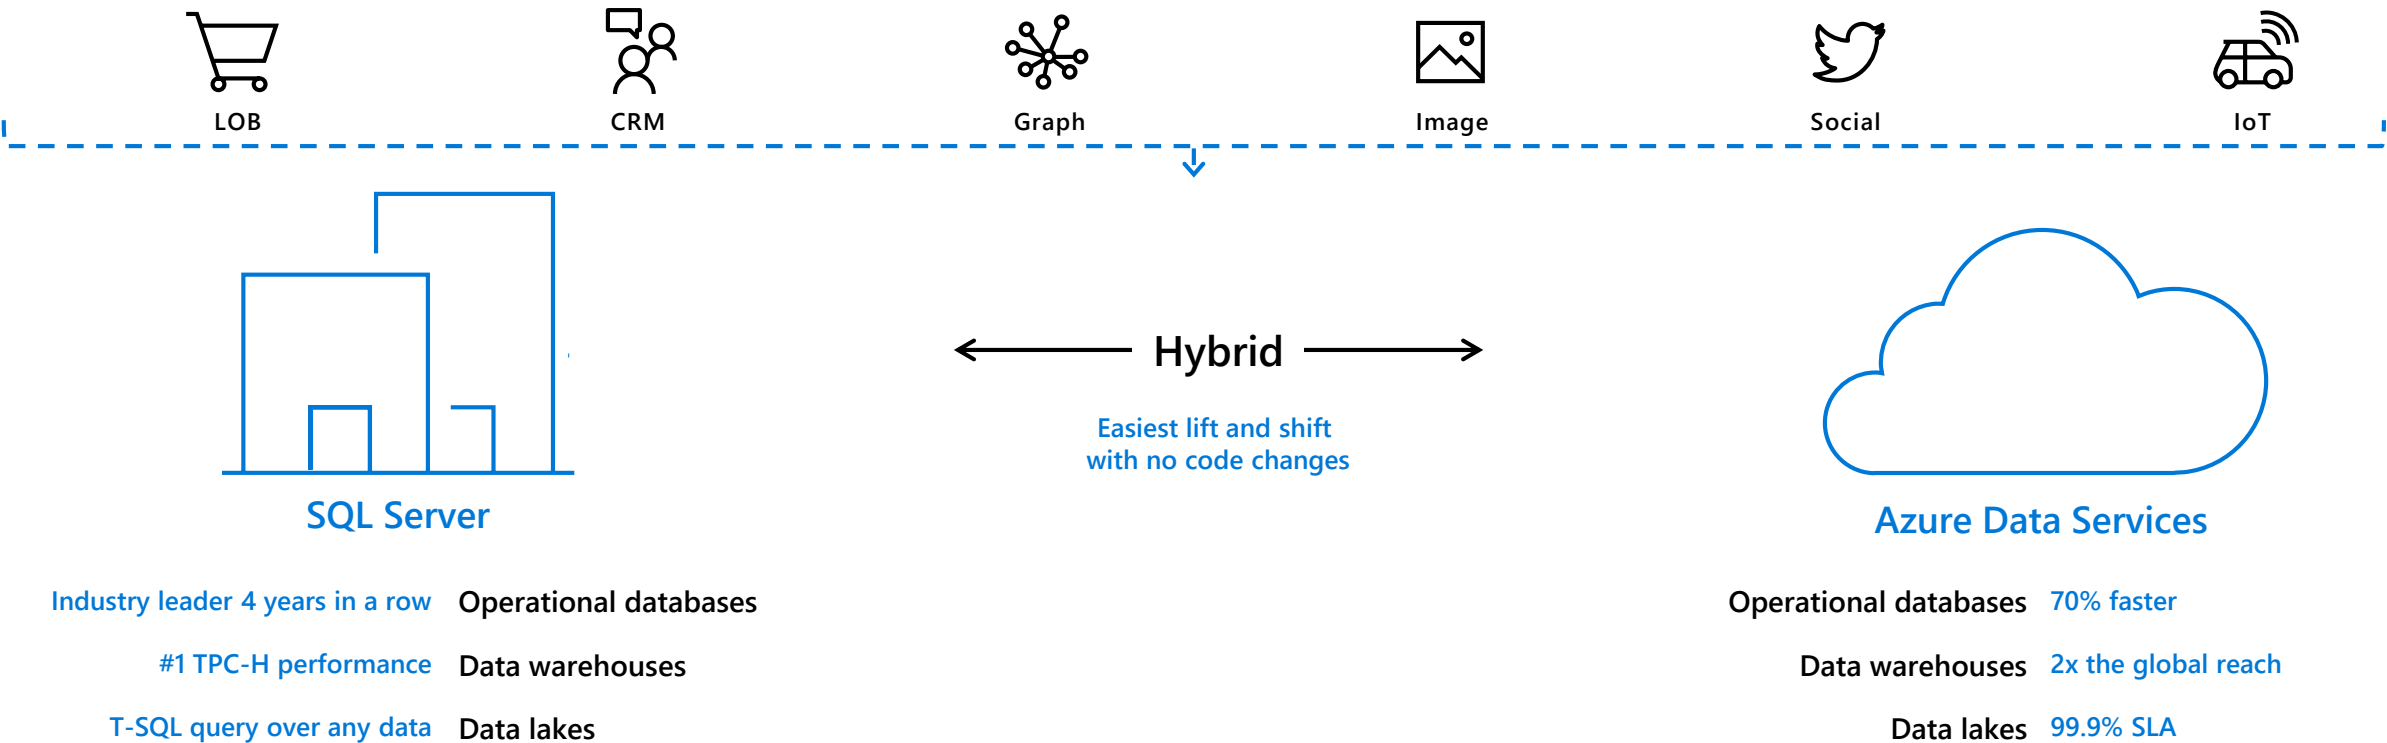 LOB
CRM
Graph
Image
Social
IoT
Hybrid
Easiest lift and shift
with no code changes
SQL Server
Azure Data Services
Industry leader 4 years in a row Operational databases
#1 TPC-H performance Data warehouses
T-SQL query over any data Data lakes
Operational databases 70% faster
Data warehouses 2x the global reach
Data lakes 99.9% SLA